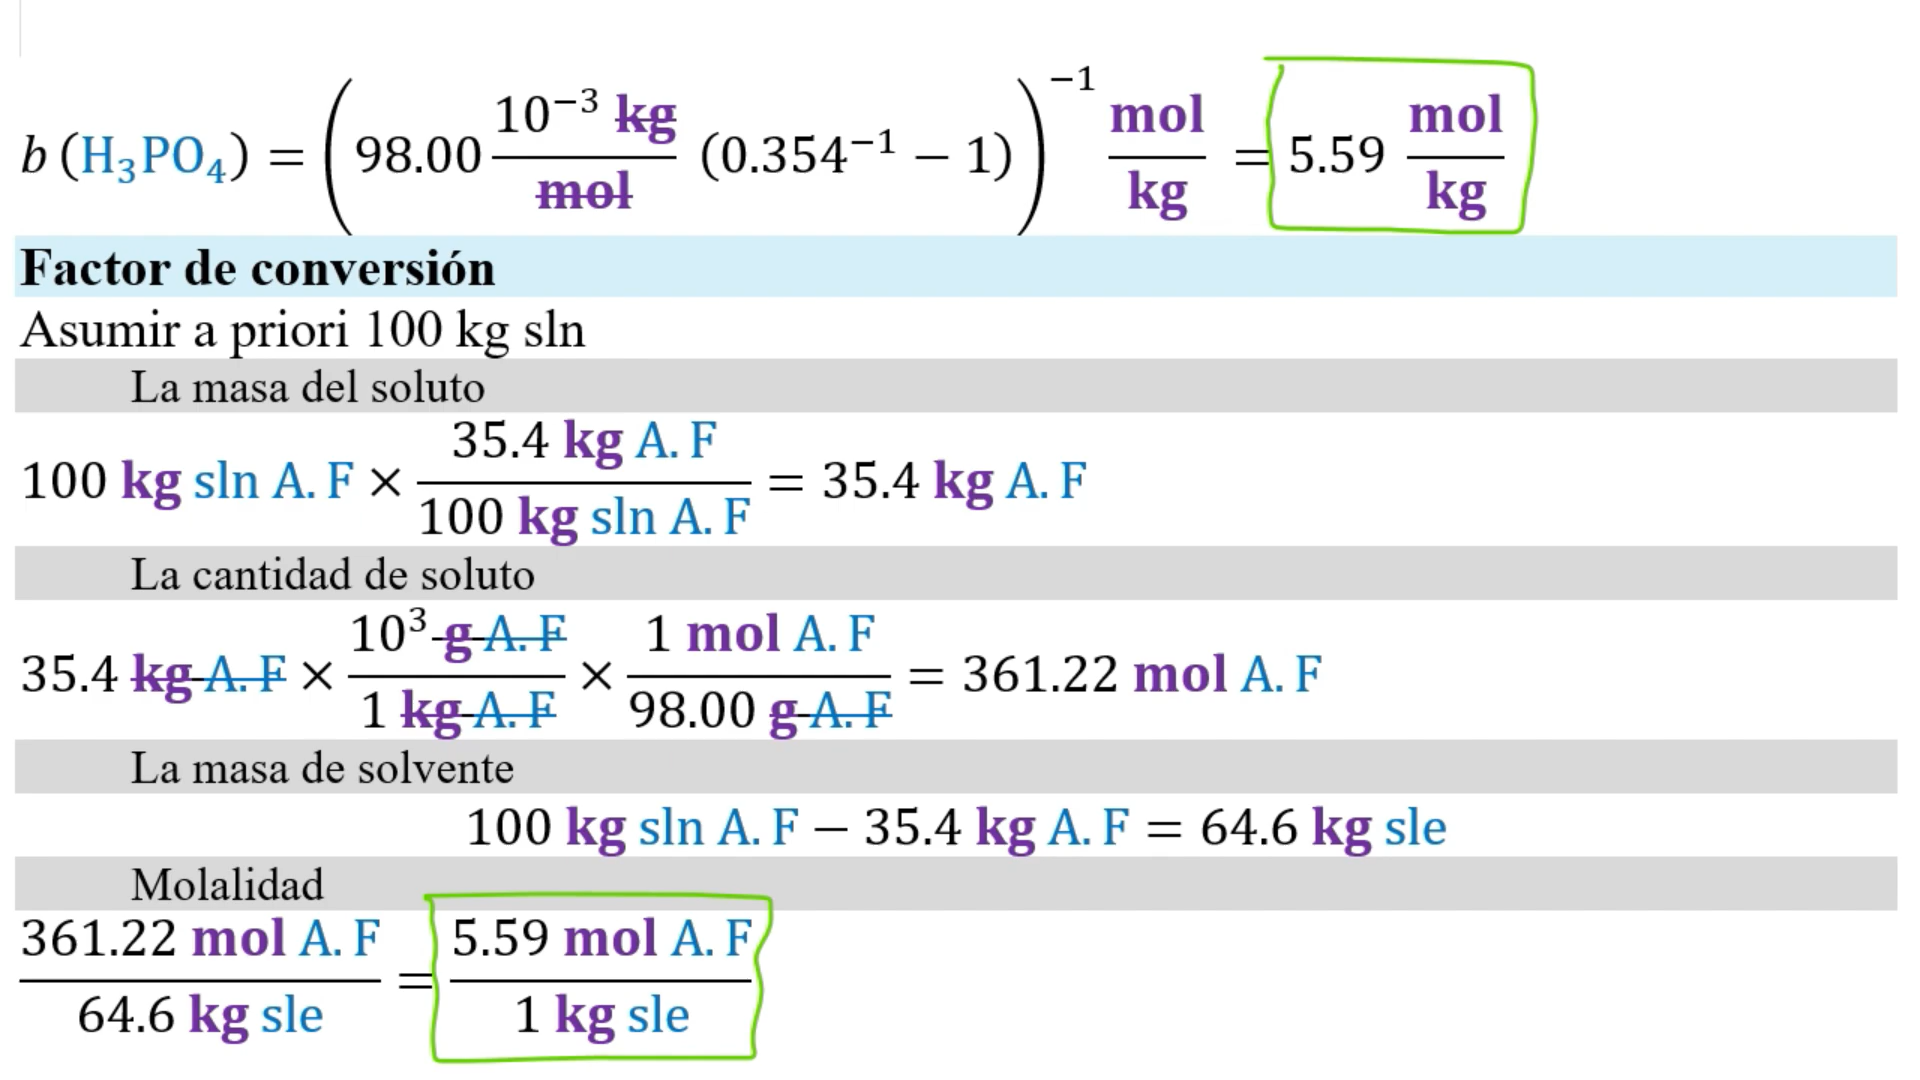 b (H₃PO₄) = (98.00 10⁻³ kg/mol (0.354⁻¹ − 1))⁻¹ mol/kg = 5.59 mol/kg
Factor de conversión
Asumir a priori 100 kg sln
La masa del soluto
100 kg sln A. F × 35.4 kg A. F/100 kg sln A. F = 35.4 kg A. F
La cantidad de soluto
35.4 kg A. F × 10³ g A. F/1 kg A. F × 1 mol A. F/98.00 g A. F = 361.22 mol A. F
La masa de solvente
100 kg sln A. F − 35.4 kg A. F = 64.6 kg sle
Molalidad
361.22 mol A. F/64.6 kg sle = 5.59 mol A. F/1 kg sle